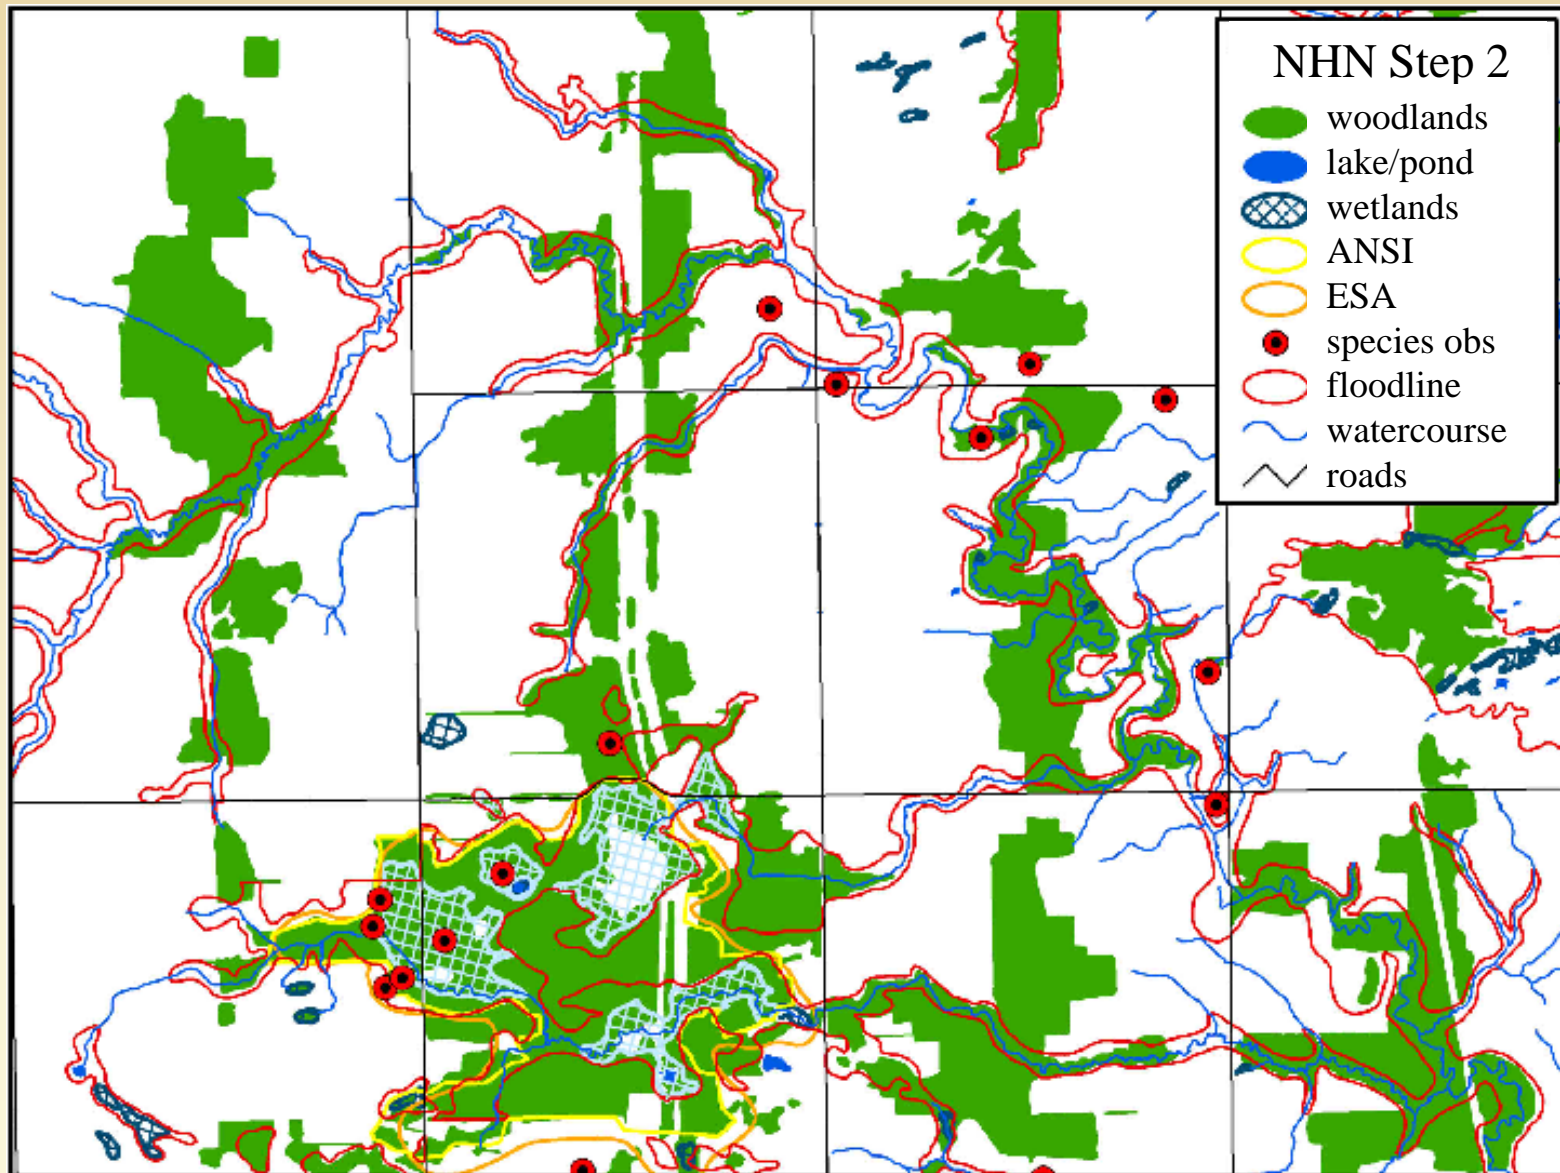 NHN Step 2
woodlands
lake/pond
wetlands
ANSI
ESA
species obs
floodline
watercourse
roads